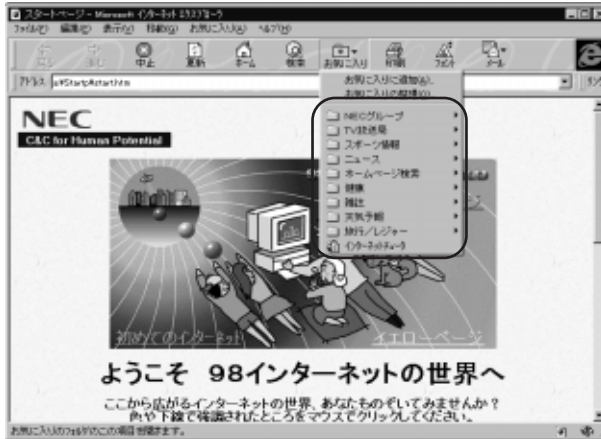 スタートページ - Microsoft インターネット エクスプローラ
ファイル(F) 編集(E) 表示(V) 移動(G) お気に入り(A) ヘルプ(H)
戻る 進む 中止 更新 ホーム 検索 お気に入り 印刷 フォント メール
アドレス
お気に入りに追加(A)...
お気に入りの整理(O)...
NECグループ
TV放送局
スポーツ情報
ニュース
ホームページ検索
健康
雑誌
天気予報
旅行/レジャー
インターネットチューナ
NEC
C&C for Human Potential
初めてのインターネット
イエローページ
ようこそ 98インターネットの世界へ
ここから広がるインターネットの世界、あなたものぞいてみませんか?
色や下線で強調されたところをマウスでクリックしてください。
お気に入りのフォルダのこの項目を開きます。